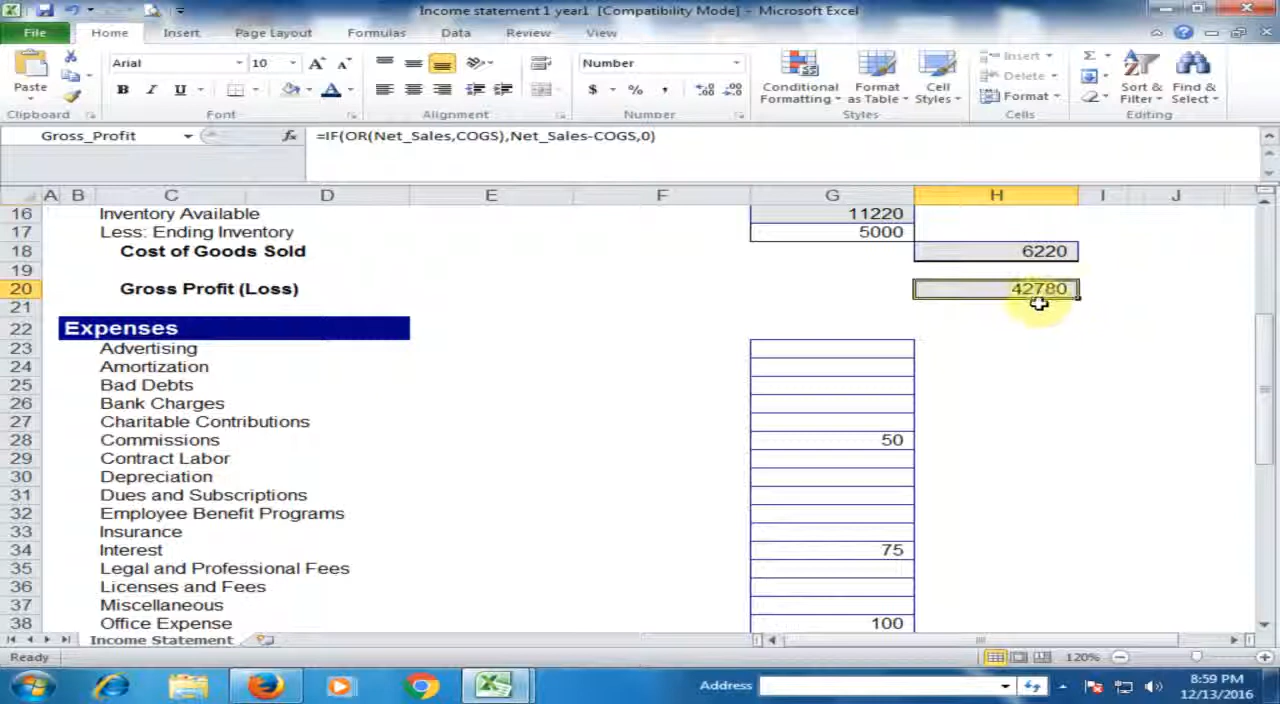 Income statement 1 year1 [Compatibility Mode] - Microsoft Excel
File Home Insert Page Layout Formulas Data Review View
Paste
Clipboard
Arial 10
B I U
Font
Alignment
Number
$ % ,
Number
Conditional Formatting
Format as Table
Cell Styles
Styles
Insert
Delete
Format
Cells
Sort & Filter
Find & Select
Editing
Gross_Profit fx =IF(OR(Net_Sales,COGS),Net_Sales-COGS,0)
A B C D E F G H I J
16 Inventory Available 11220
17 Less: Ending Inventory 5000
18 Cost of Goods Sold 6220
19
20 Gross Profit (Loss) 42780
21
22 Expenses
23 Advertising
24 Amortization
25 Bad Debts
26 Bank Charges
27 Charitable Contributions
28 Commissions 50
29 Contract Labor
30 Depreciation
31 Dues and Subscriptions
32 Employee Benefit Programs
33 Insurance
34 Interest 75
35 Legal and Professional Fees
36 Licenses and Fees
37 Miscellaneous
38 Office Expense 100
Income Statement
Ready 120%
Address
8:59 PM
12/13/2016